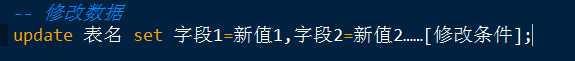 -- 修改数据
update 表名 set 字段1=新值1,字段2=新值2……[修改条件];